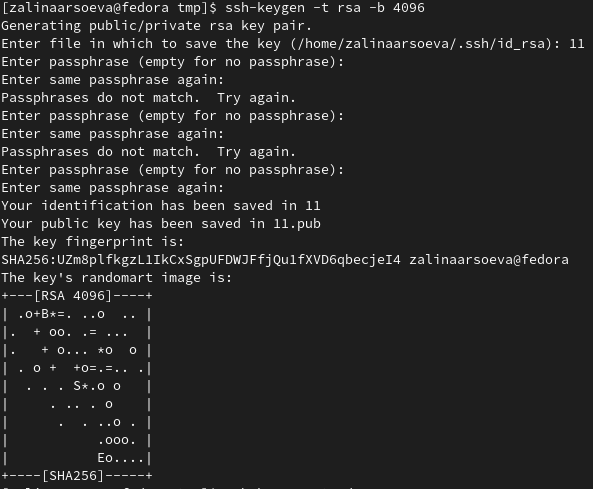 [zalinaarsoeva@fedora tmp]$ ssh-keygen -t rsa -b 4096
Generating public/private rsa key pair.
Enter file in which to save the key (/home/zalinaarsoeva/.ssh/id_rsa): 11
Enter passphrase (empty for no passphrase):
Enter same passphrase again:
Passphrases do not match.  Try again.
Enter passphrase (empty for no passphrase):
Enter same passphrase again:
Passphrases do not match.  Try again.
Enter passphrase (empty for no passphrase):
Enter same passphrase again:
Your identification has been saved in 11
Your public key has been saved in 11.pub
The key fingerprint is:
SHA256:UZm8plfkgzL1IkCxSgpUFDWJFfjQu1fXVD6qbecjeI4 zalinaarsoeva@fedora
The key's randomart image is:
+---[RSA 4096]----+
| .o+B*=. ..o  .. |
|.  + oo. .= ...  |
|.   + o... *o  o |
| . o +  +o=.=.. .|
|  . . . S*.o o   |
|     . .. . o    |
|      .  . ..o . |
|          .ooo. |
|          Eo....|
+----[SHA256]-----+